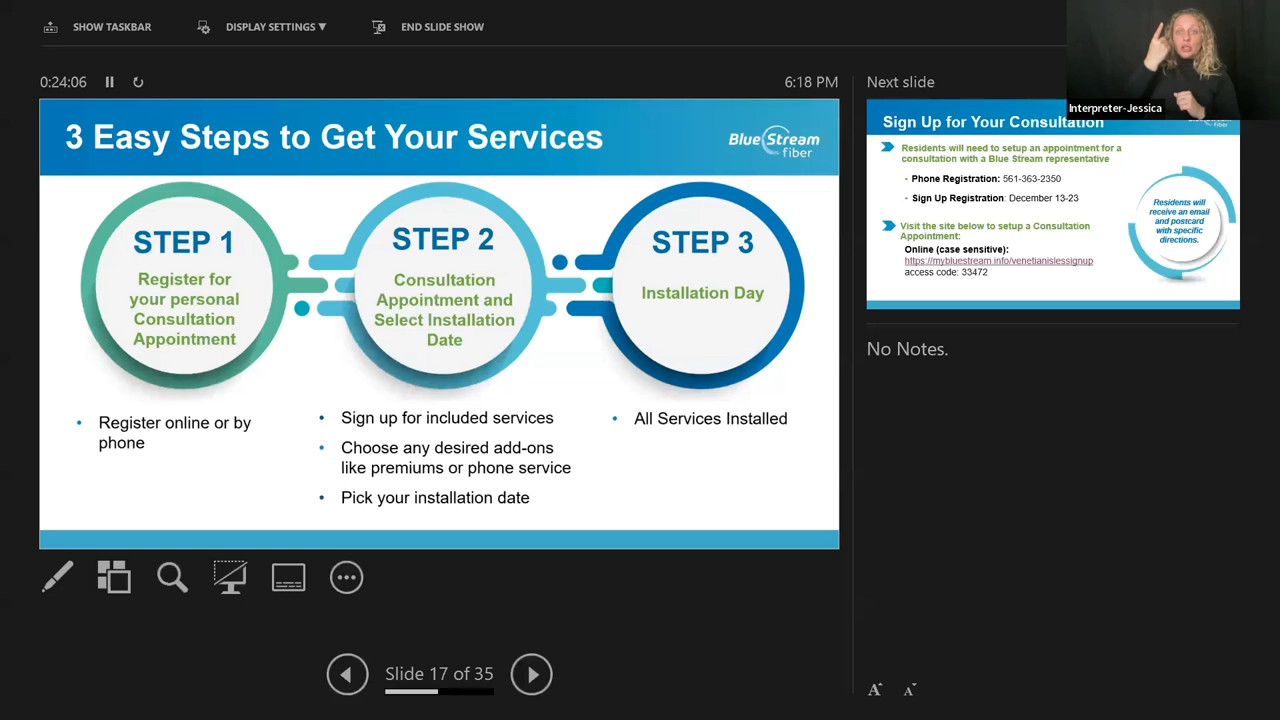 SHOW TASKBAR
DISPLAY SETTINGS ▼
END SLIDE SHOW
Interpreter-Jessica
0:24:06
6:18 PM
3 Easy Steps to Get Your Services
BlueStream
fiber
STEP 1
Register for
your personal
Consultation
Appointment
STEP 2
Consultation
Appointment and
Select Installation
Date
STEP 3
Installation Day
• Register online or by
phone
• Sign up for included services
• Choose any desired add-ons
like premiums or phone service
• Pick your installation date
• All Services Installed
Slide 17 of 35
Next slide
Sign Up for Your Consultation
fiber
Residents will need to setup an appointment for a
consultation with a Blue Stream representative
• Phone Registration: 561-363-2350
• Sign Up Registration: December 13-23
Visit the site below to setup a Consultation
Appointment:
Online (case sensitive):
https://mybluestream.info/venetianislessignup
access code: 33472
Residents will
receive an email
and postcard
with specific
directions.
No Notes.
A A